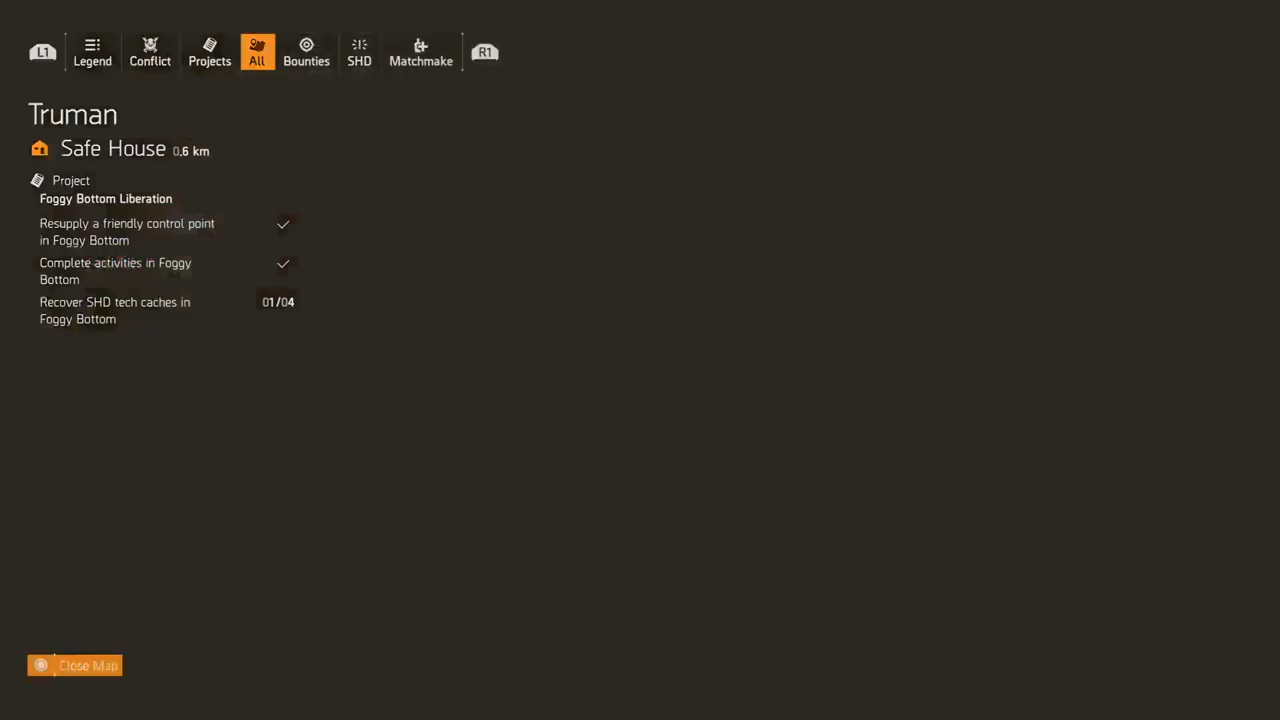 L1 Legend Conflict Projects All Bounties SHD Matchmake R1
Truman
Safe House 0.6 km
Project
Foggy Bottom Liberation
Resupply a friendly control point
in Foggy Bottom
Complete activities in Foggy
Bottom
Recover SHD tech caches in 01/04
Foggy Bottom
Close Map